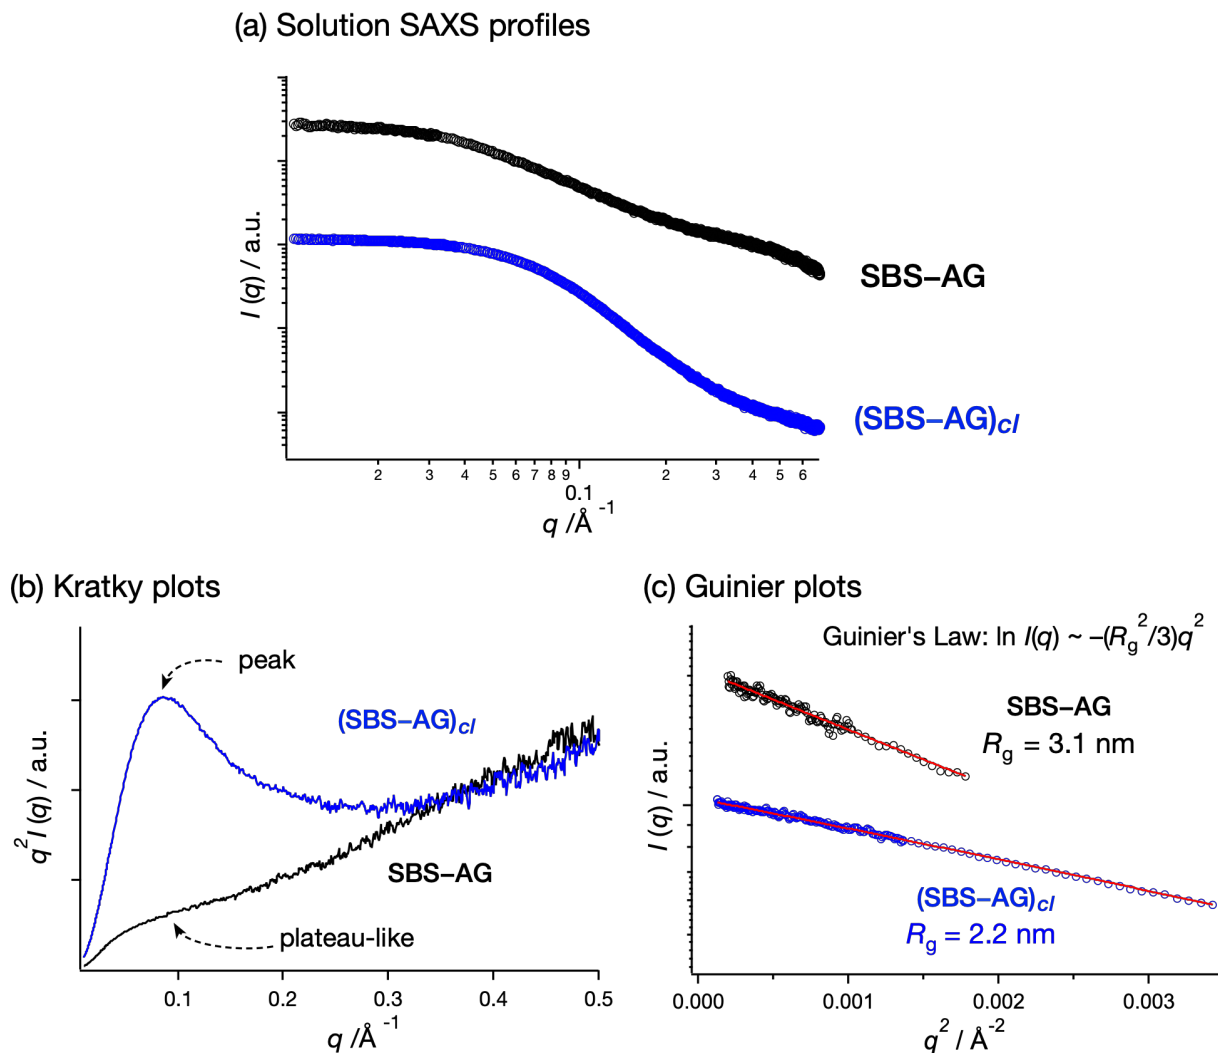 (a) Solution SAXS profiles
I (q) / a.u.
SBS–AG
(SBS–AG)cl
2 3 4 5 6 7 8 9 2 3 4 5 6
0.1
q /Å -1
(b) Kratky plots
peak
(SBS–AG)cl
q2 I(q) / a.u.
SBS–AG
plateau-like
0.1 0.2 0.3 0.4 0.5
q /Å -1
(c) Guinier plots
Guinier's Law: ln I(q) ~ –(Rg2/3)q2
SBS–AG
Rg = 3.1 nm
I (q) / a.u.
(SBS–AG)cl
Rg = 2.2 nm
0.000 0.001 0.002 0.003
q2 / Å-2